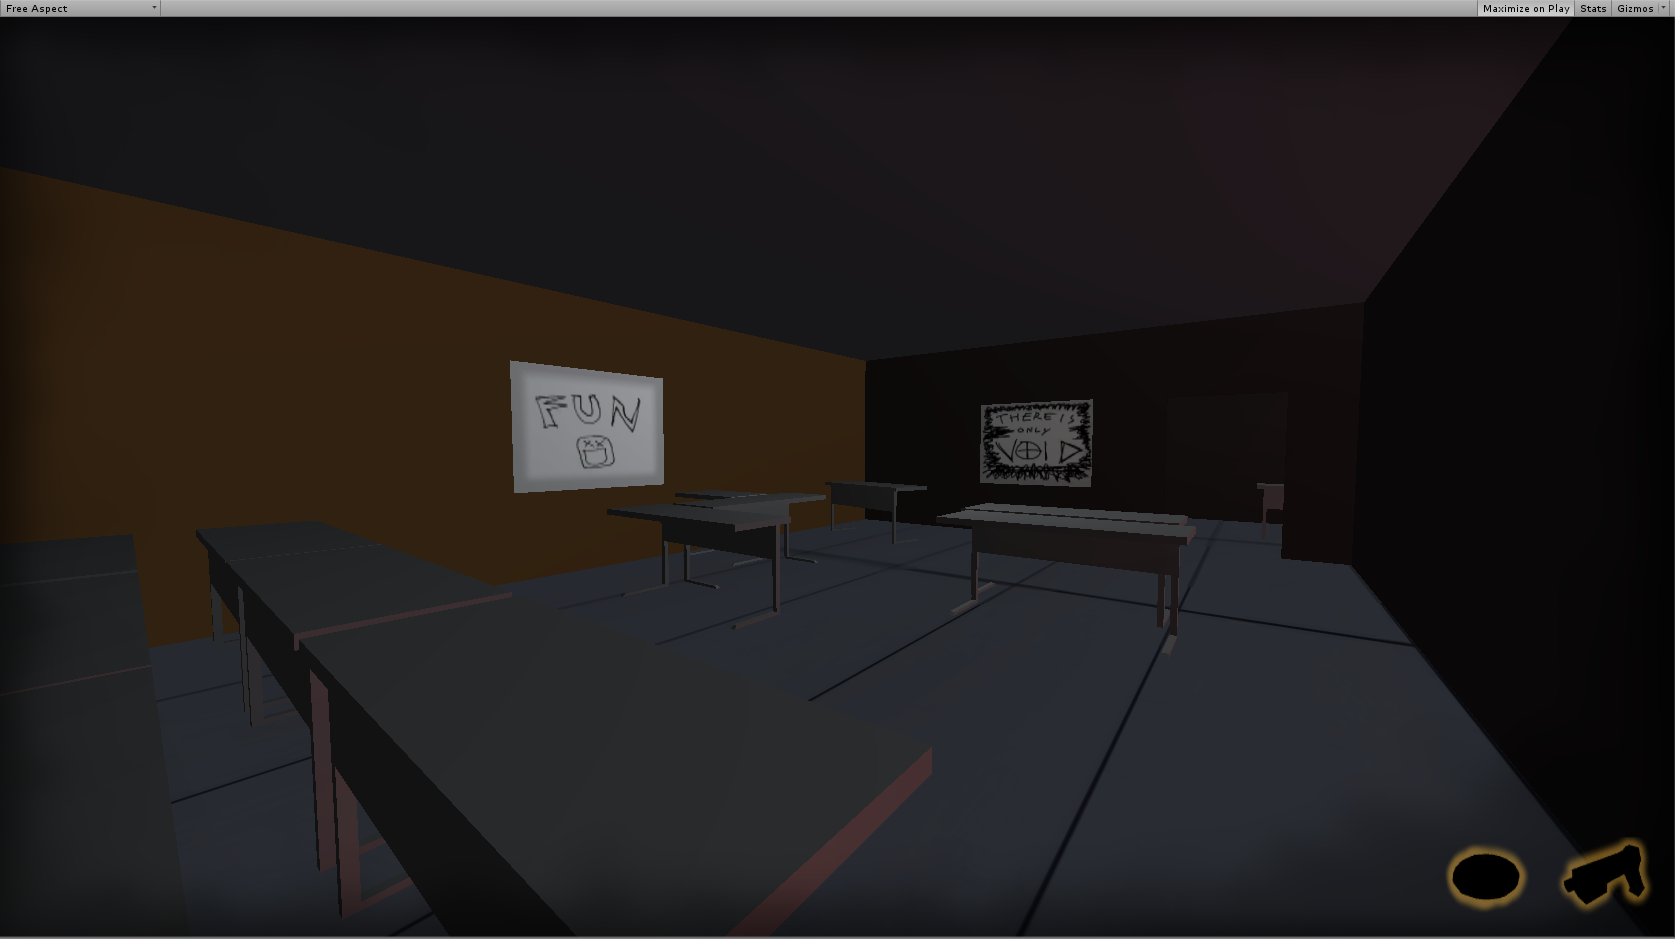 Free Aspect
Maximize on Play Stats Gizmos
FUN
THERE IS
ONLY
VOID